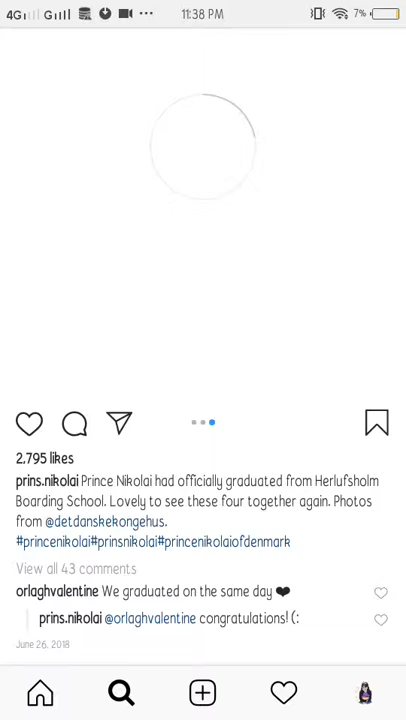 4G G 11:38 PM 7%
2,795 likes
prins.nikolai Prince Nikolai had officially graduated from Herlufsholm
Boarding School. Lovely to see these four together again. Photos
from @detdanskekongehus.
#princenikolai#prinsnikolai#princenikolaiofdenmark
View all 43 comments
orlaghvalentine We graduated on the same day ❤
prins.nikolai @orlaghvalentine congratulations! (:
June 26, 2018